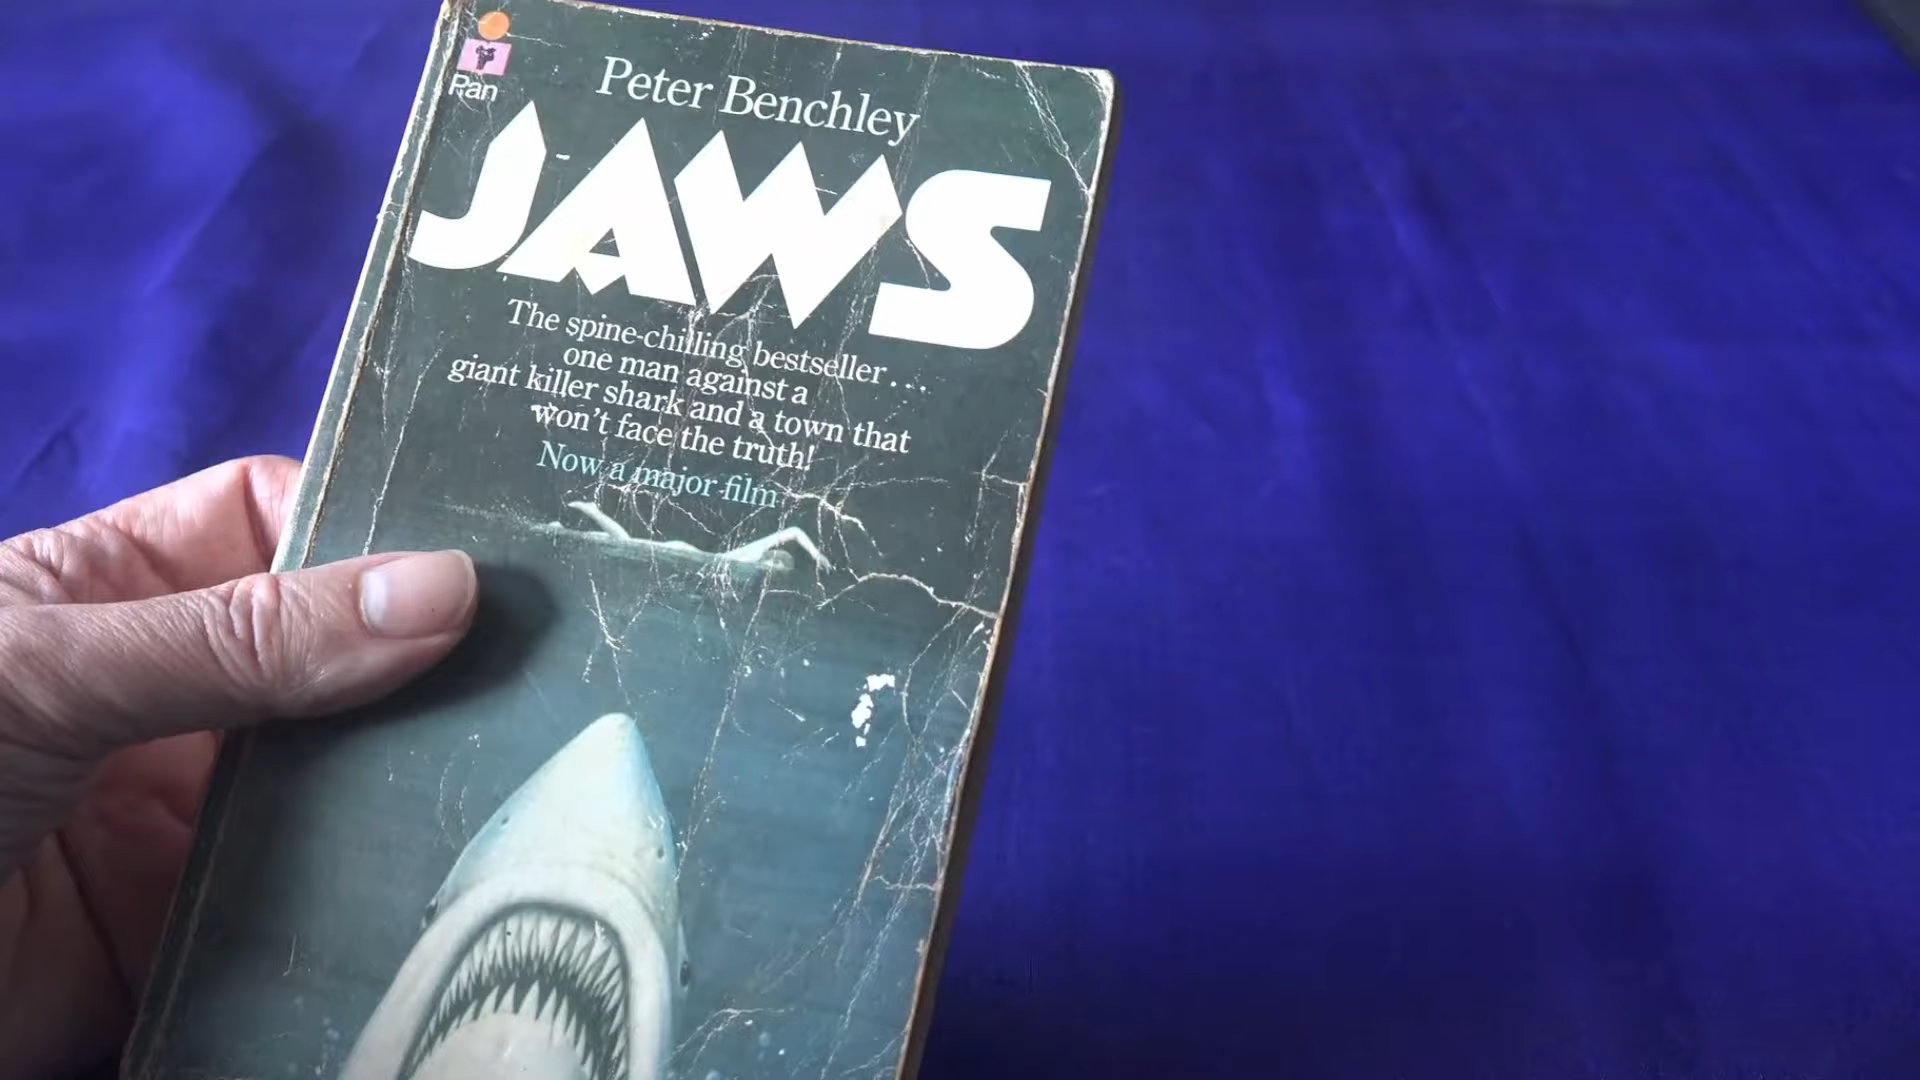 Pan
Peter Benchley
JAWS
The spine-chilling bestseller...
one man against a
giant killer shark and a town that
won't face the truth!
Now a major film